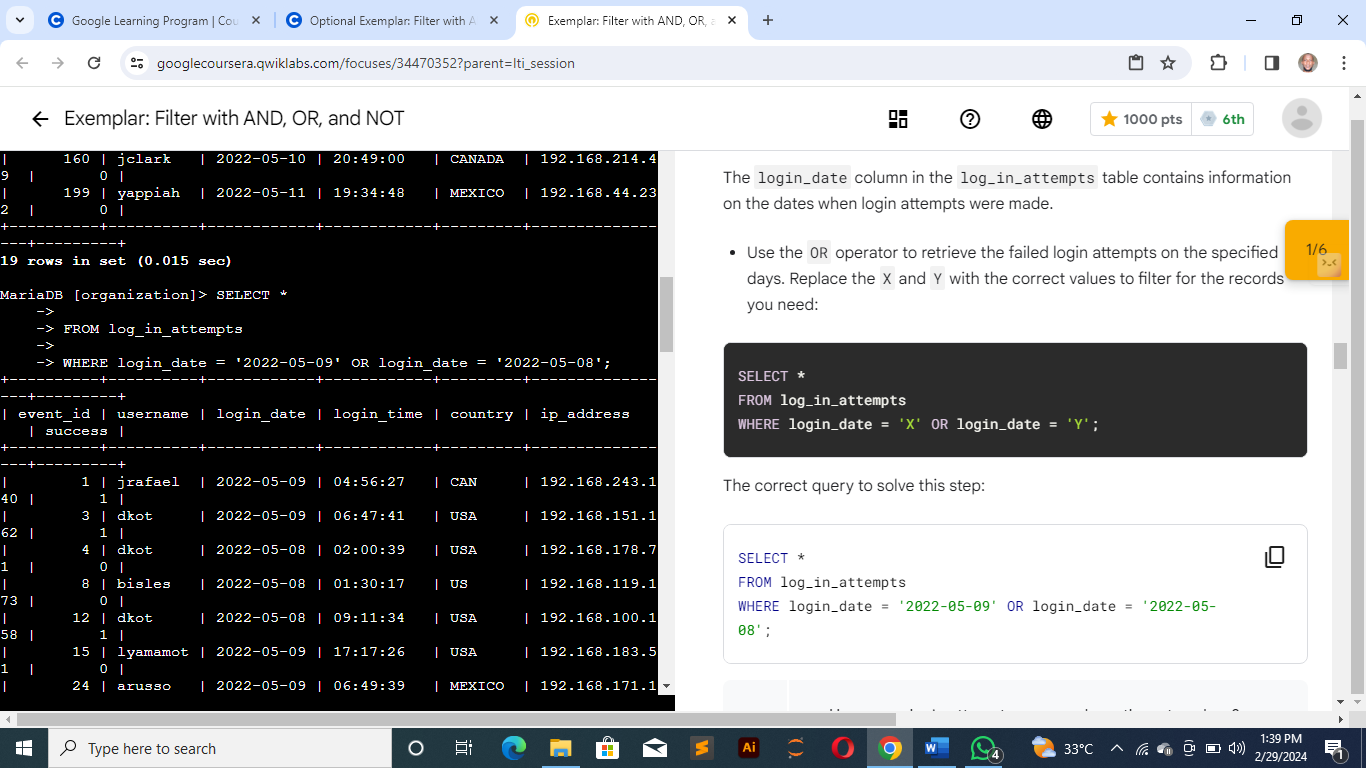 Google Learning Program | Cou
Optional Exemplar: Filter with A
Exemplar: Filter with AND, OR, a
googlecoursera.qwiklabs.com/focuses/34470352?parent=lti_session
Exemplar: Filter with AND, OR, and NOT
1000 pts
6th
|      160 | jclark   | 2022-05-10 | 20:49:00   | CANADA  | 192.168.214.4
9  |       0 |
|      199 | yappiah  | 2022-05-11 | 19:34:48   | MEXICO  | 192.168.44.23
2  |       0 |
+----------+----------+------------+------------+---------+--------------
---+---------+
19 rows in set (0.015 sec)
MariaDB [organization]> SELECT *
    ->
    -> FROM log_in_attempts
    ->
    -> WHERE login_date = '2022-05-09' OR login_date = '2022-05-08';
+----------+----------+------------+------------+---------+--------------
---+---------+
| event_id | username | login_date | login_time | country | ip_address
   | success |
+----------+----------+------------+------------+---------+--------------
---+---------+
|        1 | jrafael  | 2022-05-09 | 04:56:27   | CAN     | 192.168.243.1
40 |       1 |
|        3 | dkot     | 2022-05-09 | 06:47:41   | USA     | 192.168.151.1
62 |       1 |
|        4 | dkot     | 2022-05-08 | 02:00:39   | USA     | 192.168.178.7
1  |       0 |
|        8 | bisles   | 2022-05-08 | 01:30:17   | US      | 192.168.119.1
73 |       0 |
|       12 | dkot     | 2022-05-08 | 09:11:34   | USA     | 192.168.100.1
58 |       1 |
|       15 | lyamamot | 2022-05-09 | 17:17:26   | USA     | 192.168.183.5
1  |       0 |
|       24 | arusso   | 2022-05-09 | 06:49:39   | MEXICO  | 192.168.171.1
The login_date column in the log_in_attempts table contains information
on the dates when login attempts were made.
• Use the OR operator to retrieve the failed login attempts on the specified
days. Replace the X and Y with the correct values to filter for the records
you need:
1/6
SELECT *
FROM log_in_attempts
WHERE login_date = 'X' OR login_date = 'Y';
The correct query to solve this step:
SELECT *
FROM log_in_attempts
WHERE login_date = '2022-05-09' OR login_date = '2022-05-
08';
Type here to search
Ai
4
33°C
1:39 PM
2/29/2024
1